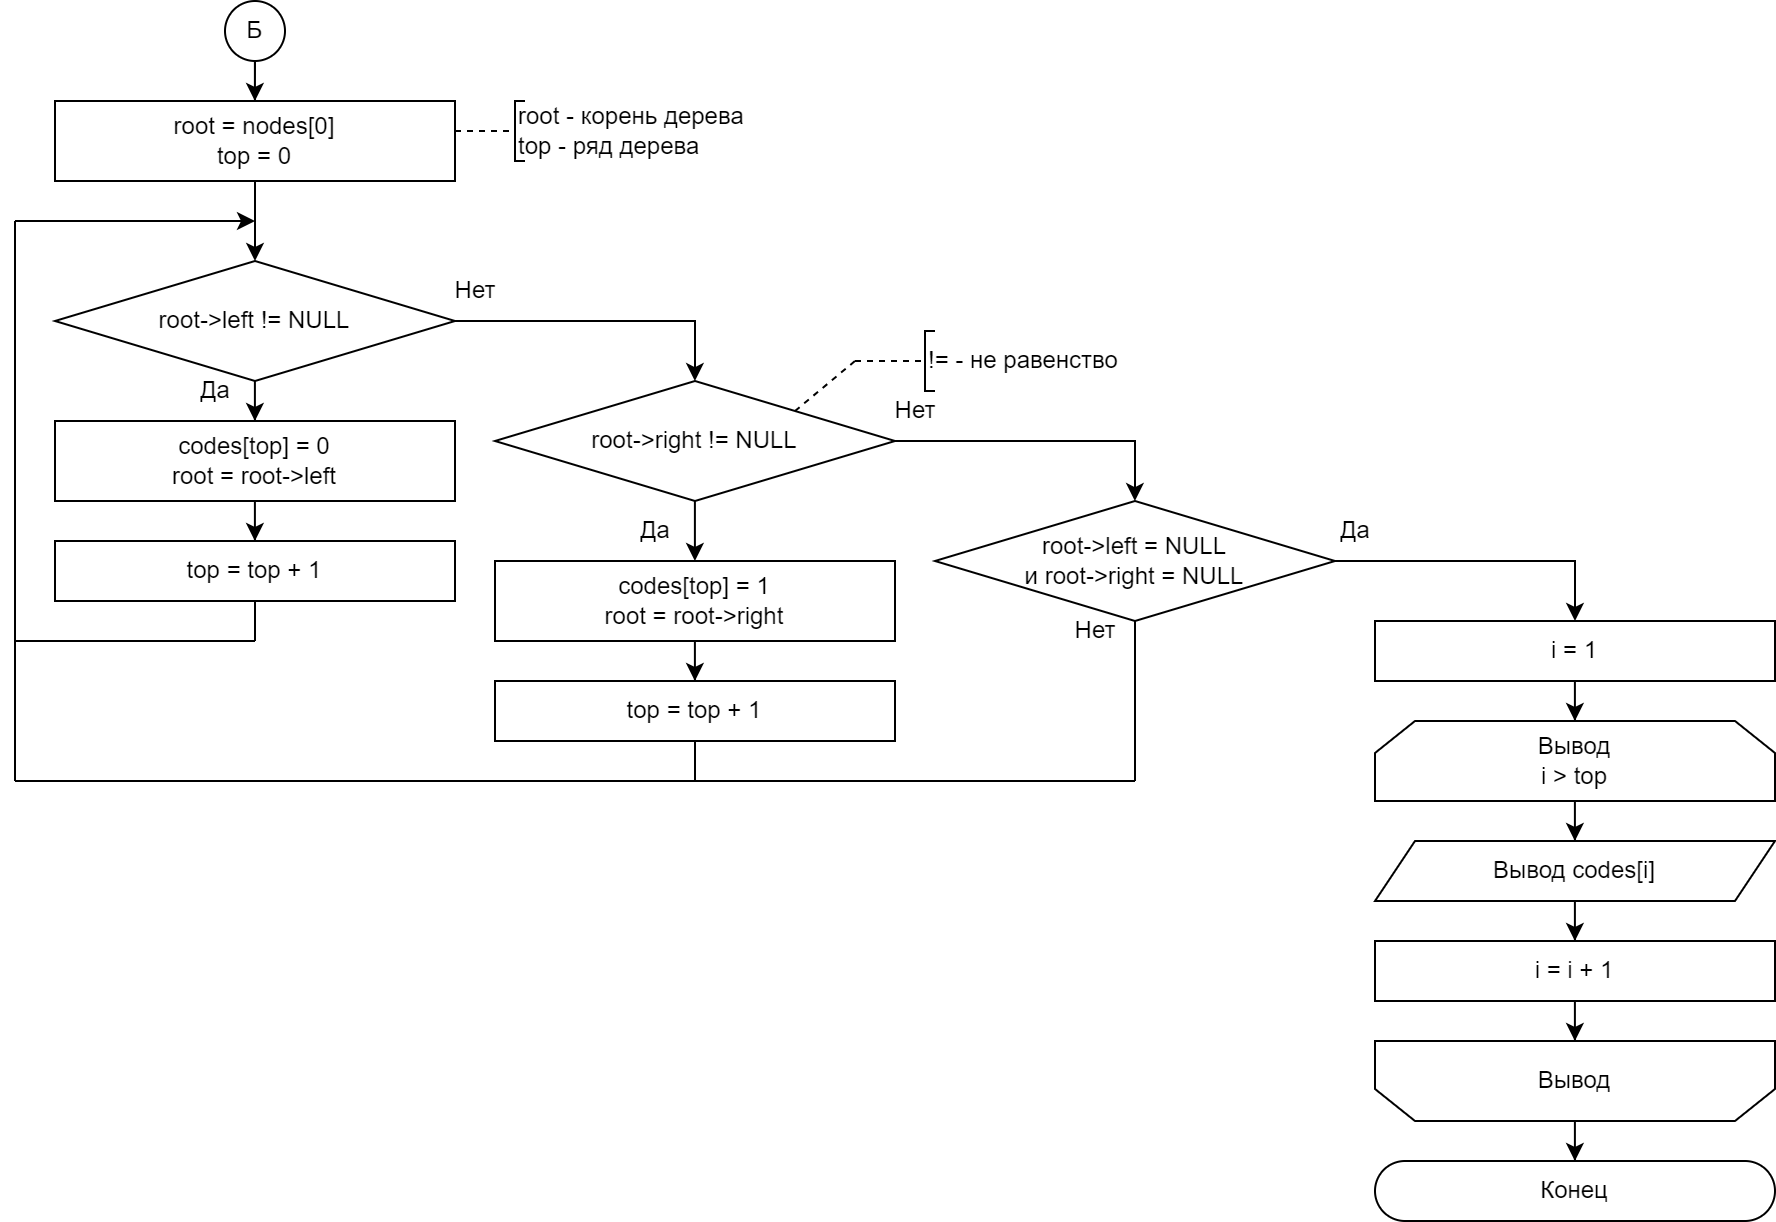 Б
root = nodes[0]
top = 0
root - корень дерева
top - ряд дерева
root->left != NULL
Нет
Да
codes[top] = 0
root = root->left
top = top + 1
!= - не равенство
root->right != NULL
Нет
Да
codes[top] = 1
root = root->right
top = top + 1
root->left = NULL
и root->right = NULL
Да
Нет
i = 1
Вывод
i > top
Вывод codes[i]
i = i + 1
Вывод
Конец